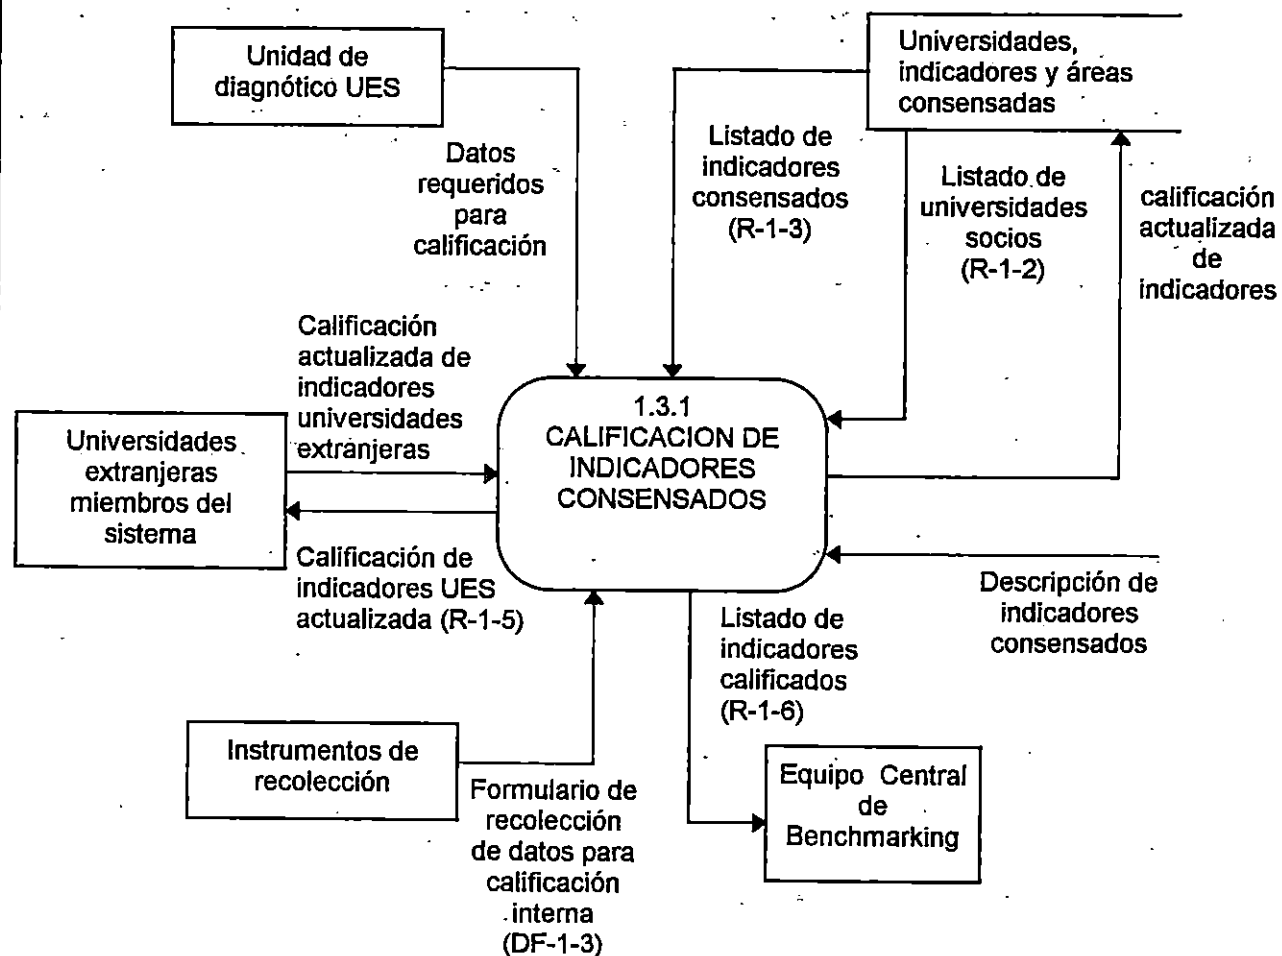 Unidad de
diagnótico UES
Universidades,
indicadores y áreas
consensadas
Datos
requeridos
para
calificación
Listado de
indicadores
consensados
(R-1-3)
Listado de
universidades
socios
(R-1-2)
calificación
actualizada
de
indicadores
Calificación
actualizada de
indicadores
universidades
extranjeras
Universidades
extranjeras
miembros del
sistema
1.3.1
CALIFICACION DE
INDICADORES
CONSENSADOS
Calificación de
indicadores UES
actualizada (R-1-5)
Descripción de
indicadores
consensados
Listado de
indicadores
calificados
(R-1-6)
Instrumentos de
recolección
Formulario de
recolección
de datos para
calificación
interna
(DF-1-3)
Equipo Central
de
Benchmarking